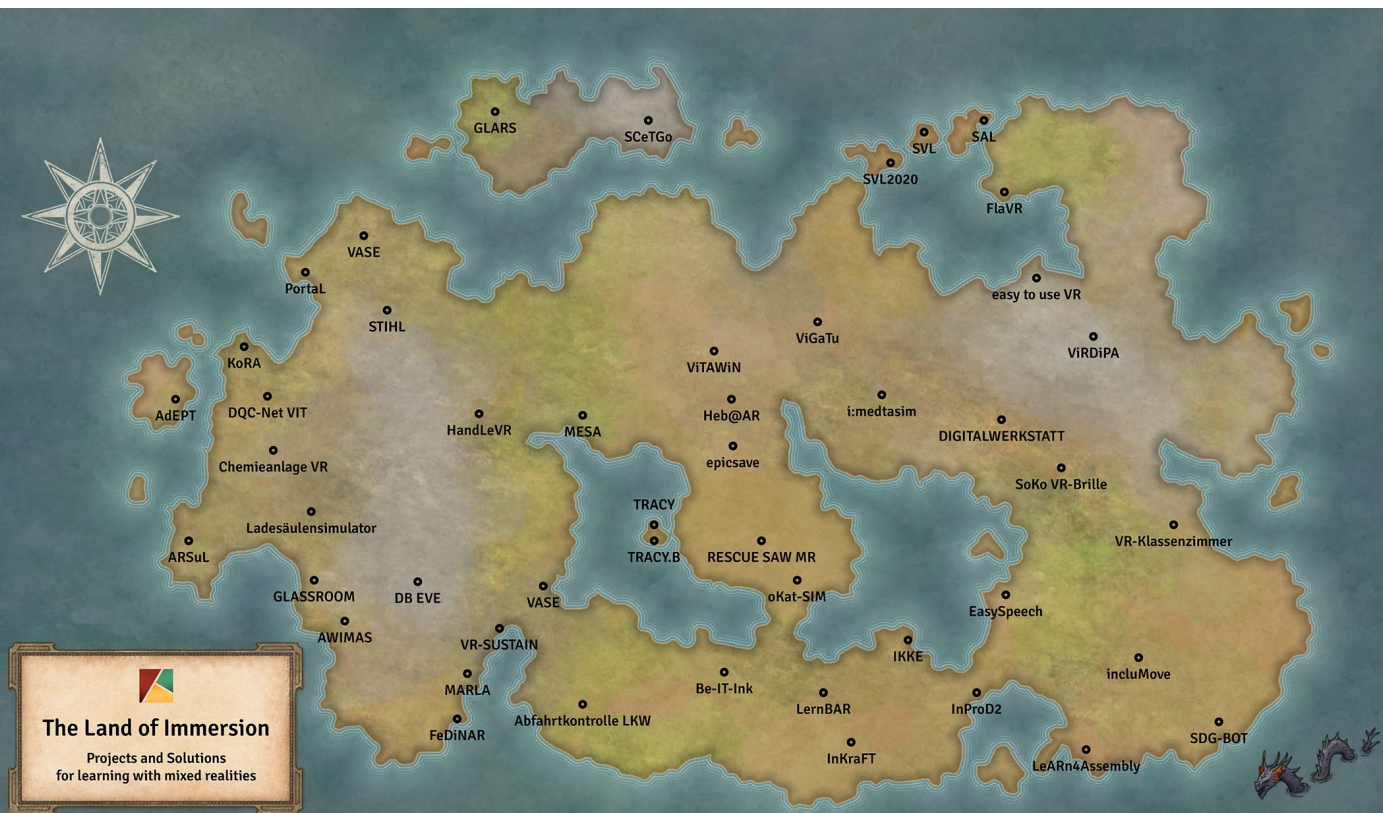 GLARS
SCeTGo
SVL
SAL
SVL2020
FlaVR
VASE
PortaL
easy to use VR
STIHL
ViGaTu
ViRDiPA
KoRA
ViTAWiN
AdEPT
DQC-Net VIT
HandLeVR
MESA
Heb@AR
i:medtasim
DIGITALWERKSTATT
Chemieanlage VR
epicsave
SoKo VR-Brille
TRACY
Ladesäulensimulator
VR-Klassenzimmer
ARSuL
TRACY.B
RESCUE SAW MR
GLASSROOM
DB EVE
VASE
oKat-SIM
EasySpeech
AWIMAS
VR-SUSTAIN
IKKE
MARLA
Be-IT-Ink
incluMove
LernBAR
InProD2
Abfahrtkontrolle LKW
FeDiNAR
SDG-BOT
InKraFT
LeARn4Assembly
The Land of Immersion
Projects and Solutions
for learning with mixed realities